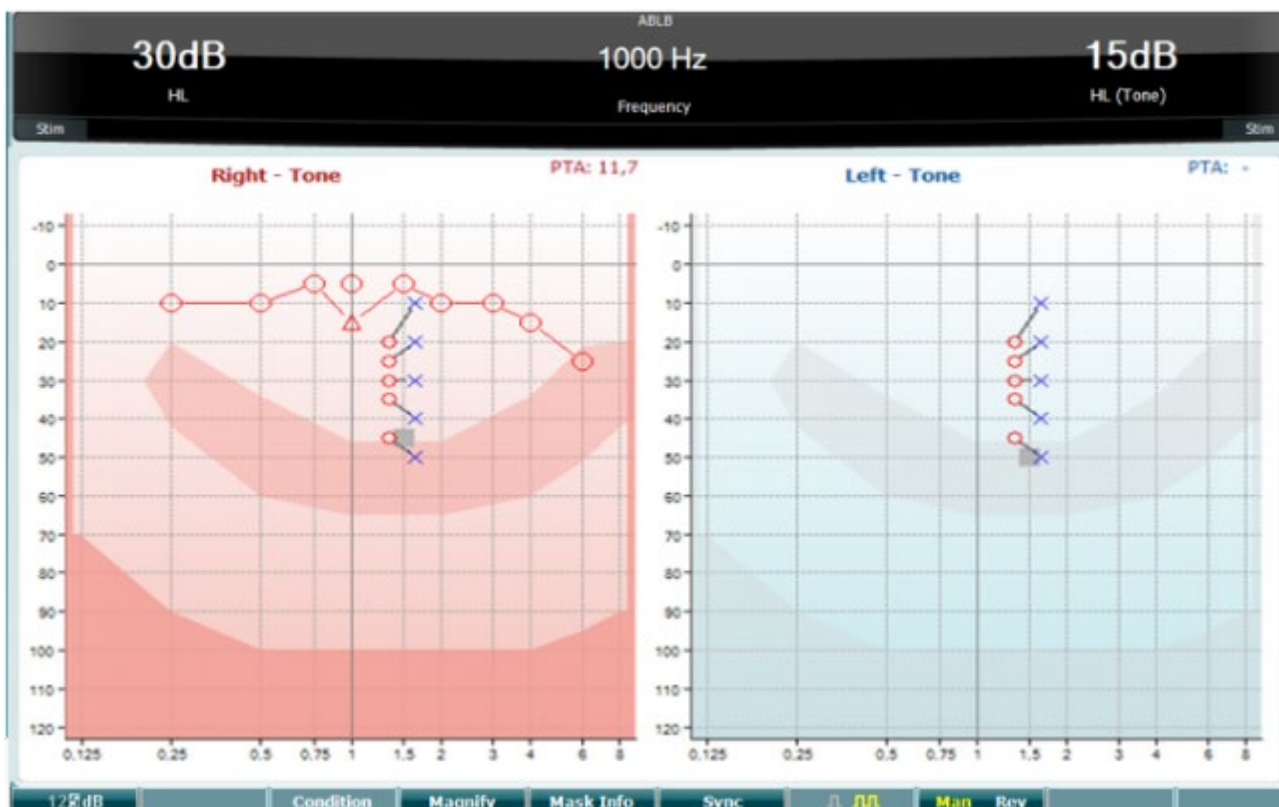 ABLB
30dB 1000 Hz 15dB
HL Frequency HL (Tone)
Stim Stim
Right - Tone PTA: 11,7 Left - Tone PTA: -
-10 -10
0 0
10 10
20 20
30 30
40 40
50 50
60 60
70 70
80 80
90 90
100 100
110 110
120 120
0.125 0.25 0.5 0.75 1 1.5 2 3 4 6 8 0.125 0.25 0.5 0.75 1 1.5 2 3 4 6 8
Condition Magnify Mask Info Sync Man Rev